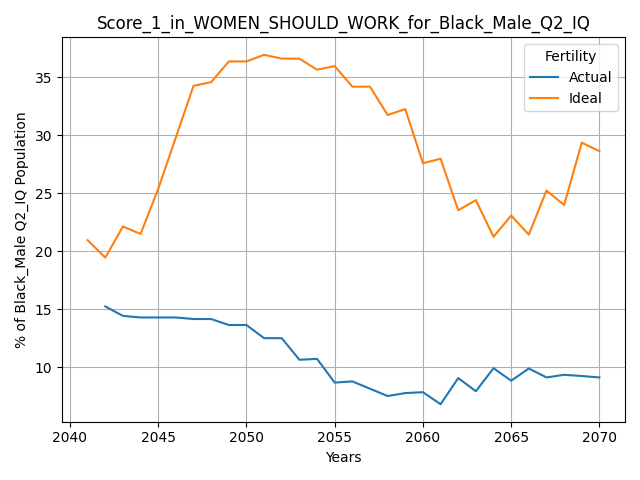 Score_1_in_WOMEN_SHOULD_WORK_for_Black_Male_Q2_IQ
Fertility
Actual
Ideal
% of Black_Male Q2_IQ Population
35
30
25
20
15
10
2040 2045 2050 2055 2060 2065 2070
Years